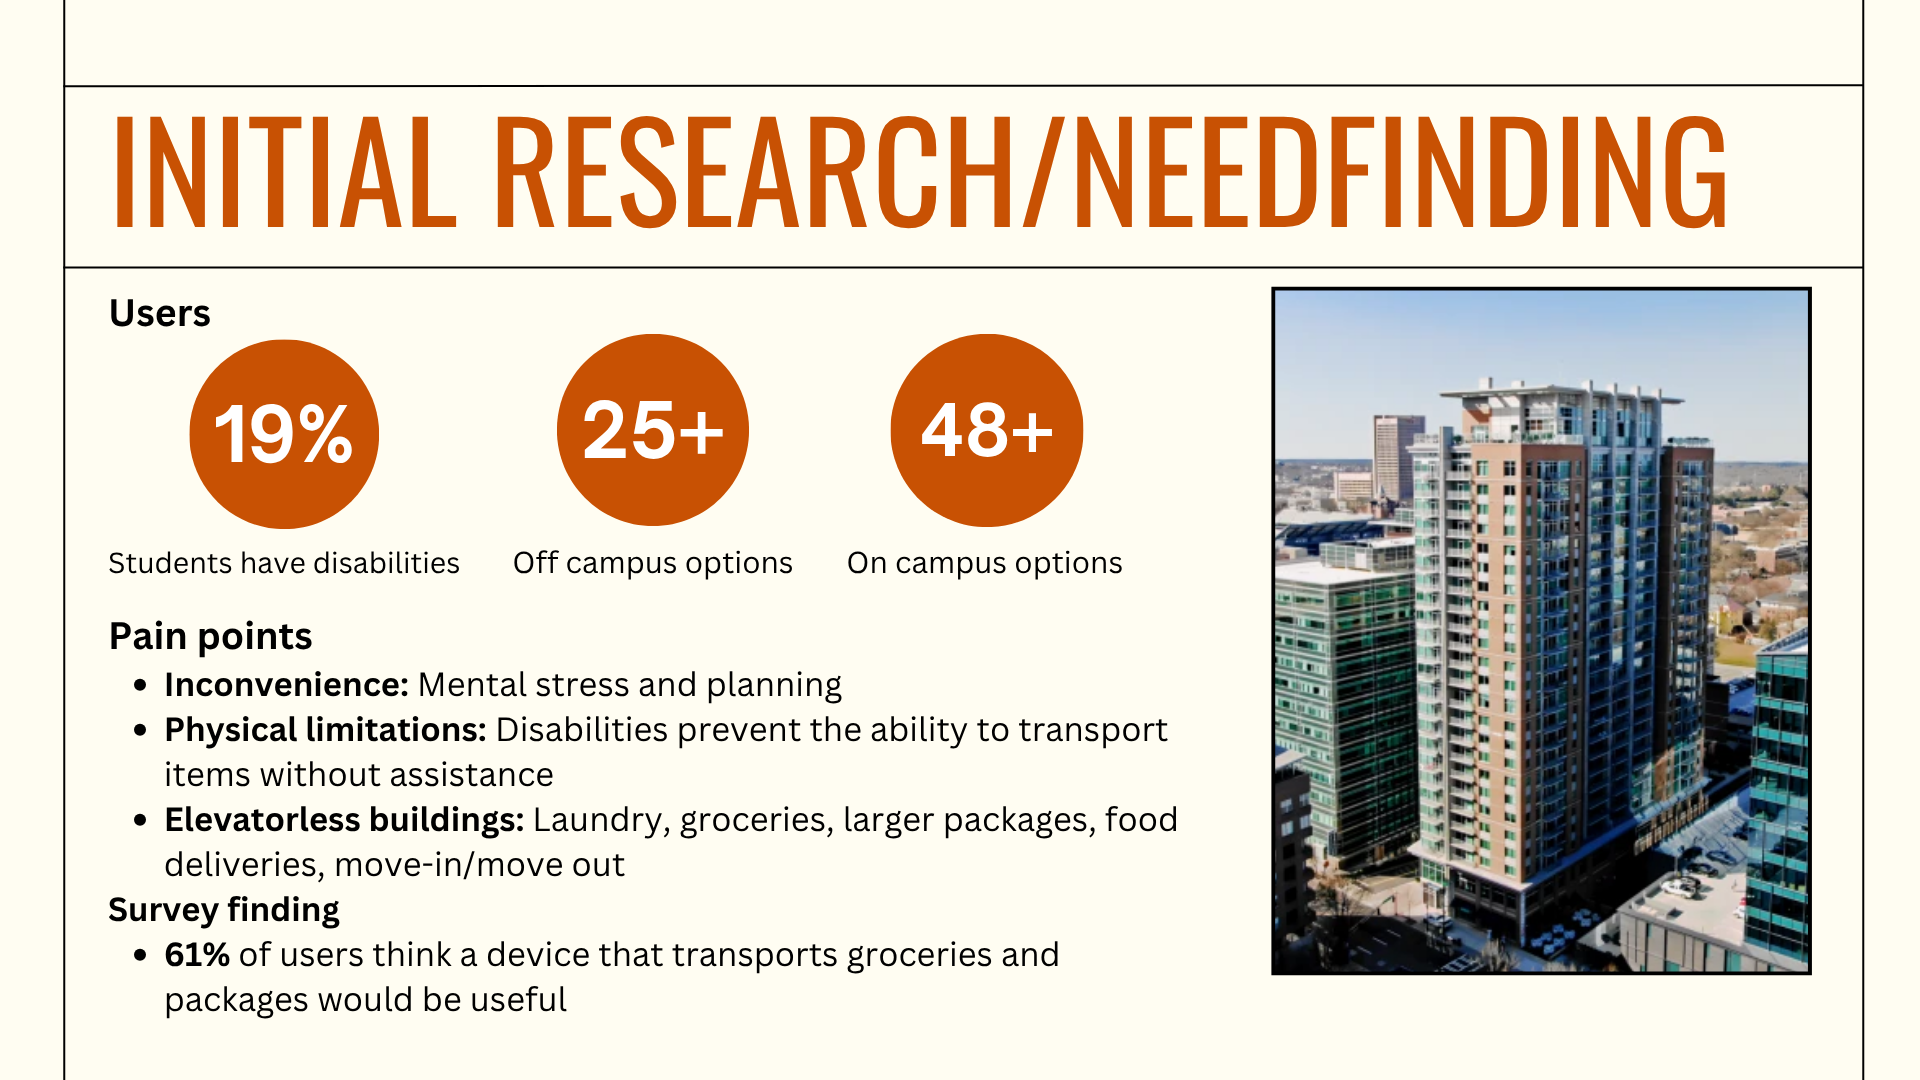 INITIAL RESEARCH/NEEDFINDING
Users
19%
25+
48+
Students have disabilities
Off campus options
On campus options
Pain points
• Inconvenience: Mental stress and planning
• Physical limitations: Disabilities prevent the ability to transport
items without assistance
• Elevatorless buildings: Laundry, groceries, larger packages, food
deliveries, move-in/move out
Survey finding
• 61% of users think a device that transports groceries and
packages would be useful